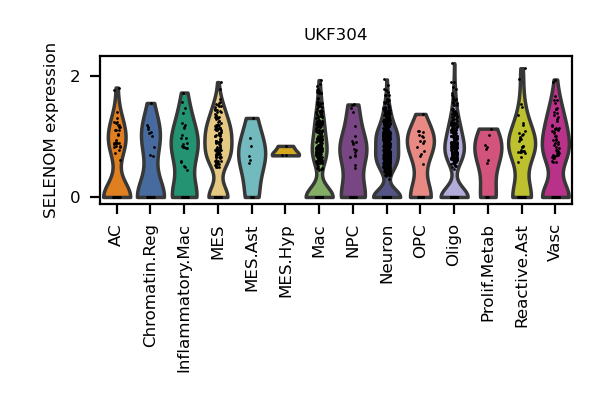 UKF304
SELENOM expression
2
0
AC
Chromatin.Reg
Inflammatory.Mac
MES
MES.Ast
MES.Hyp
Mac
NPC
Neuron
OPC
Oligo
Prolif.Metab
Reactive.Ast
Vasc